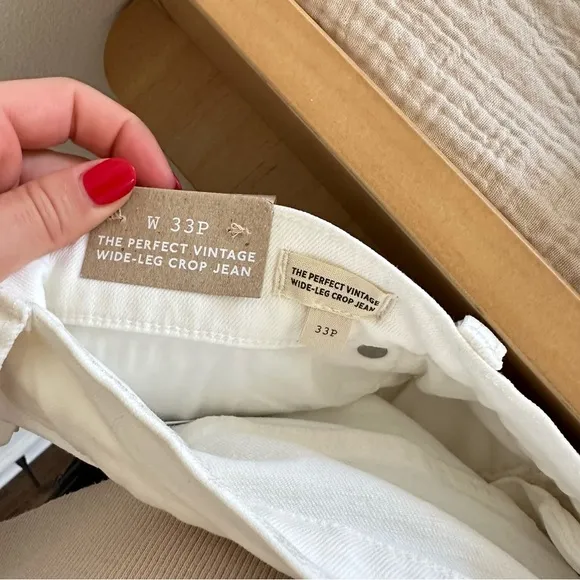 W 33P
THE PERFECT VINTAGE
WIDE-LEG CROP JEAN
THE PERFECT VINTAGE
WIDE-LEG CROP JEAN
33P